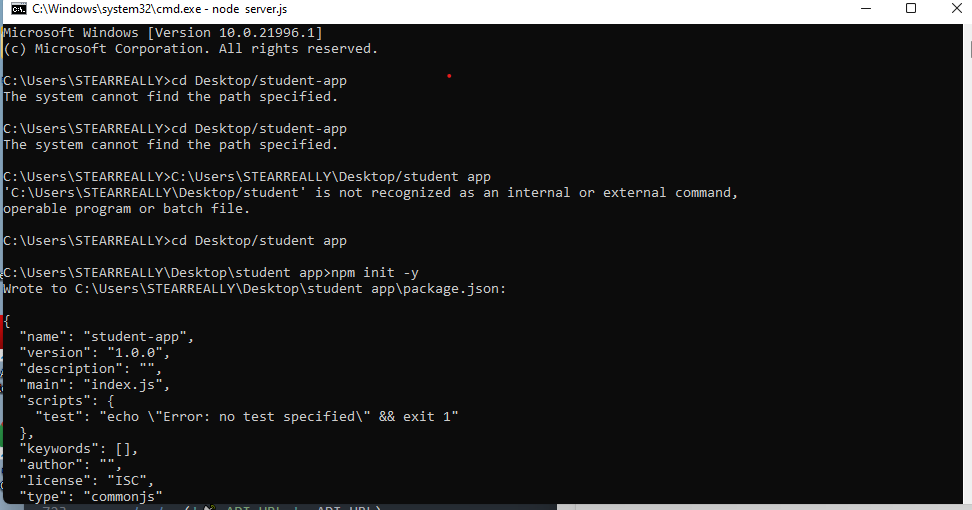 C:\Windows\system32\cmd.exe - node server.js
Microsoft Windows [Version 10.0.21996.1]
(c) Microsoft Corporation. All rights reserved.
C:\Users\STEARREALLY>cd Desktop/student-app
The system cannot find the path specified.
C:\Users\STEARREALLY>cd Desktop/student-app
The system cannot find the path specified.
C:\Users\STEARREALLY>C:\Users\STEARREALLY\Desktop/student app
'C:\Users\STEARREALLY\Desktop/student' is not recognized as an internal or external command,
operable program or batch file.
C:\Users\STEARREALLY>cd Desktop/student app
C:\Users\STEARREALLY\Desktop\student app>npm init -y
Wrote to C:\Users\STEARREALLY\Desktop\student app\package.json:
{
"name": "student-app",
"version": "1.0.0",
"description": "",
"main": "index.js",
"scripts": {
"test": "echo \"Error: no test specified\" && exit 1"
},
"keywords": [],
"author": "",
"license": "ISC",
"type": "commonjs"